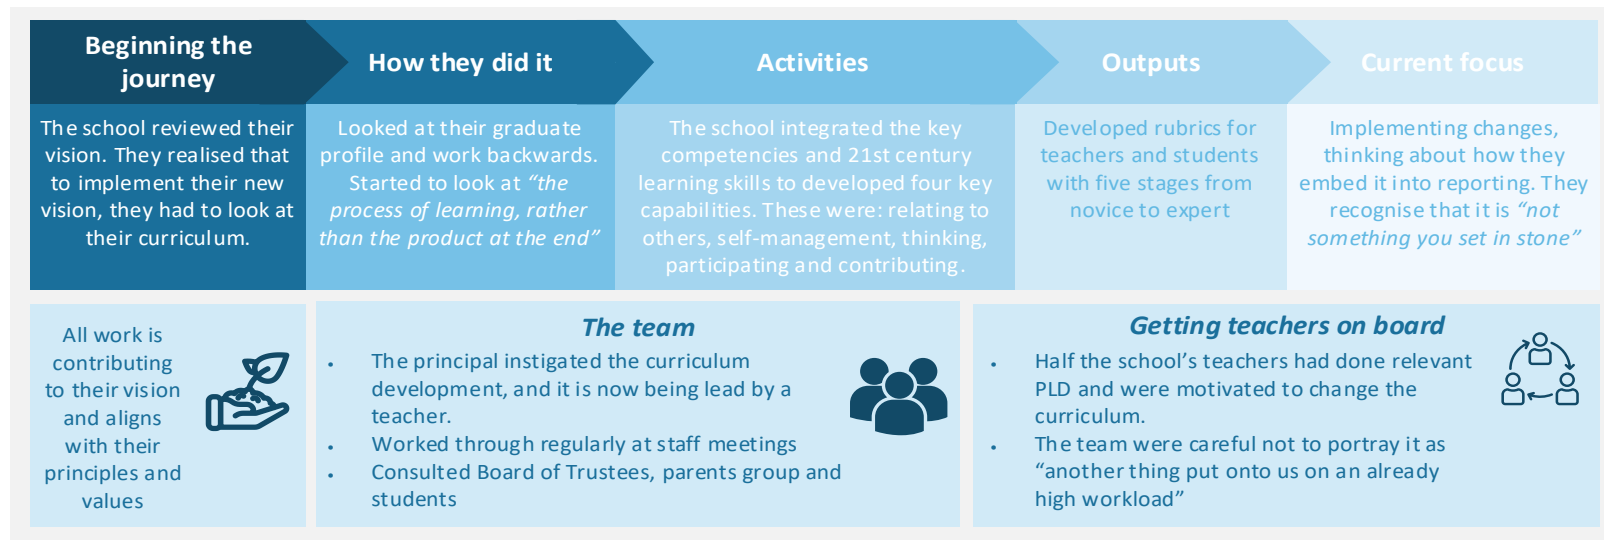 Beginning the
journey
How they did it
Activities
Outputs
Current focus
The school reviewed their
vision. They realised that
to implement their new
vision, they had to look at
their curriculum.
Looked at their graduate
profile and work backwards.
Started to look at “the
process of learning, rather
than the product at the end”
The school integrated the key
competencies and 21st century
learning skills to developed four key
capabilities. These were: relating to
others, self-management, thinking,
participating and contributing.
Developed rubrics for
teachers and students
with five stages from
novice to expert
Implementing changes,
thinking about how they
embed it into reporting. They
recognise that it is “not
something you set in stone”
All work is
contributing
to their vision
and aligns
with their
principles and
values
The team
• The principal instigated the curriculum
development, and it is now being lead by a
teacher.
• Worked through regularly at staff meetings
• Consulted Board of Trustees, parents group and
students
Getting teachers on board
• Half the school’s teachers had done relevant
PLD and were motivated to change the
curriculum.
• The team were careful not to portray it as
“another thing put onto us on an already
high workload”